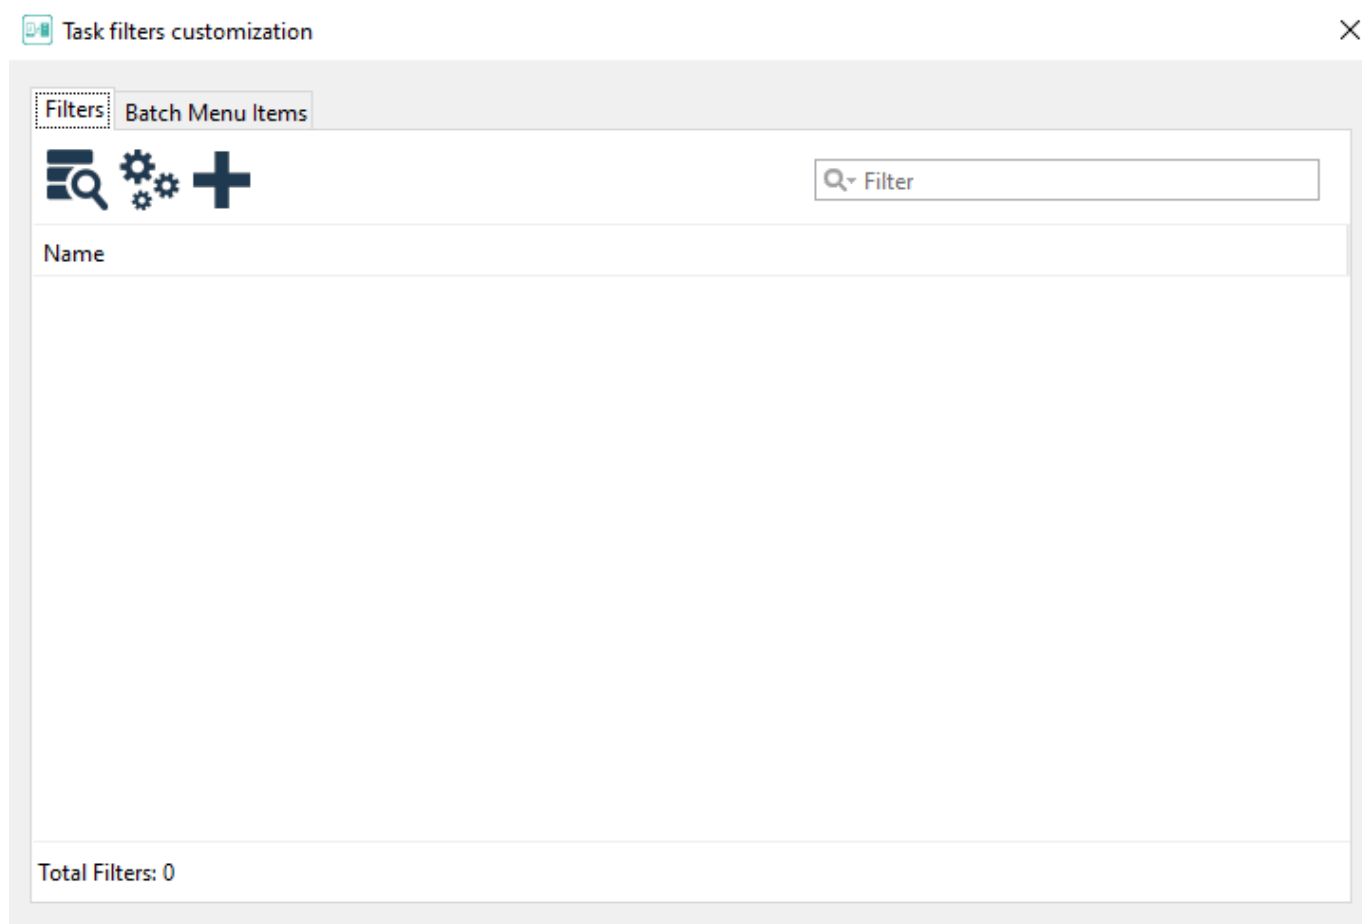 Task filters customization
Filters
Batch Menu Items
Filter
Name
Total Filters: 0